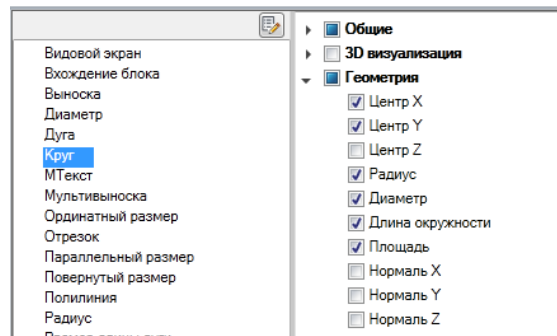 Видовой экран
Вхождение блока
Выноска
Диаметр
Дуга
Круг
МТекст
Мультивыноска
Ординатный размер
Отрезок
Параллельный размер
Повернутый размер
Полилиния
Радиус
Общие
3D визуализация
Геометрия
Центр X
Центр Y
Центр Z
Радиус
Диаметр
Длина окружности
Площадь
Нормаль X
Нормаль Y
Нормаль Z